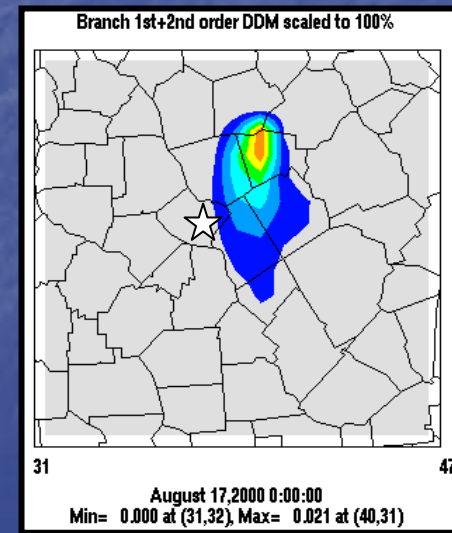 Branch 1st+2nd order DDM scaled to 100%
31 47
August 17,2000 0:00:00
Min= 0.000 at (31,32), Max= 0.021 at (40,31)